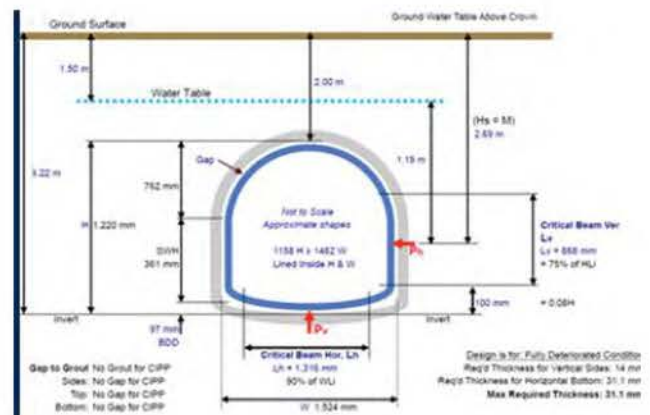 Ground Surface
Ground Water Table Above Crown
1.50 m
2.00 m
Water Table
(Hs = M)
2.69 m
3.22 m
Gap
1.19 m
H 1,220 mm
762 mm
Not to Scale
Approximate shapes
SWH
361 mm
1158 H x 1462 W
Lined Inside H & W
Critical Beam Ver
Lv
Lv = 868 mm
= 75% of HLi
100 mm
= 0.08H
Invert
Invert
97 mm
BDD
Critical Beam Hor, Lh
Lh = 1,316 mm
90% of WLi
W 1,524 mm
Gap to Grout No Grout for CIPP
Sides: No Gap for CIPP
Top: No Gap for CIPP
Bottom: No Gap for CIPP
Design is for: Fully Deteriorated Conditio
Req'd Thickness for Vertical Sides: 14 mm
Req'd Thickness for Horizontal Bottom: 31.1 mm
Max Required Thickness: 31.1 mm